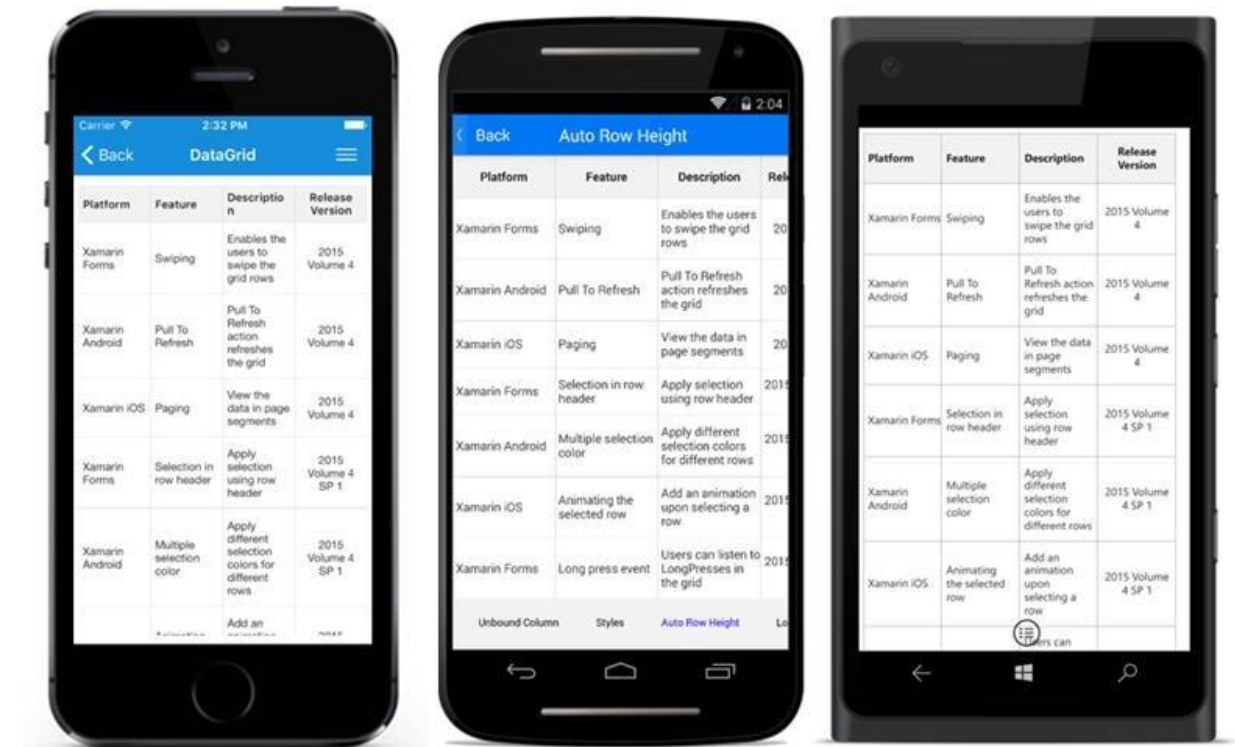 Carrier
2:32 PM
Back
DataGrid
Platform
Feature
Descriptio
n
Release
Version
Xamarin
Forms
Swiping
Enables the
users to
swipe the
grid rows
2015
Volume 4
Xamarin
Android
Pull To
Refresh
Pull To
Refresh
action
refreshes
the grid
2015
Volume 4
Xamarin iOS
Paging
View the
data in page
segments
2015
Volume 4
Xamarin
Forms
Selection in
row header
Apply
selection
using row
header
2015
Volume 4
SP 1
Xamarin
Android
Multiple
selection
color
Apply
different
selection
colors for
different
rows
2015
Volume 4
SP 1
Add an
2:04
Back
Auto Row Height
Platform
Feature
Description
Rel
Xamarin Forms
Swiping
Enables the users
to swipe the grid
rows
20
Xamarin Android
Pull To Refresh
Pull To Refresh
action refreshes
the grid
20
Xamarin iOS
Paging
View the data in
page segments
20
Xamarin Forms
Selection in row
header
Apply selection
using row header
2015
Xamarin Android
Multiple selection
color
Apply different
selection colors
for different rows
2015
Xamarin iOS
Animating the
selected row
Add an animation
upon selecting a
row
2015
Xamarin Forms
Long press event
Users can listen to
LongPresses in
the grid
2015
Unbound Column
Styles
Auto Row Height
Lo
Platform
Feature
Description
Release
Version
Xamarin Forms
Swiping
Enables the
users to
swipe the grid
rows
2015 Volume
4
Xamarin
Android
Pull To
Refresh
Pull To
Refresh action
refreshes the
grid
2015 Volume
4
Xamarin iOS
Paging
View the data
in page
segments
2015 Volume
4
Xamarin Forms
Selection in
row header
Apply
selection
using row
header
2015 Volume
4 SP 1
Xamarin
Android
Multiple
selection
color
Apply
different
selection
colors for
different rows
2015 Volume
4 SP 1
Xamarin iOS
Animating
the selected
row
Add an
animation
upon
selecting a
row
2015 Volume
4 SP 1
Users can